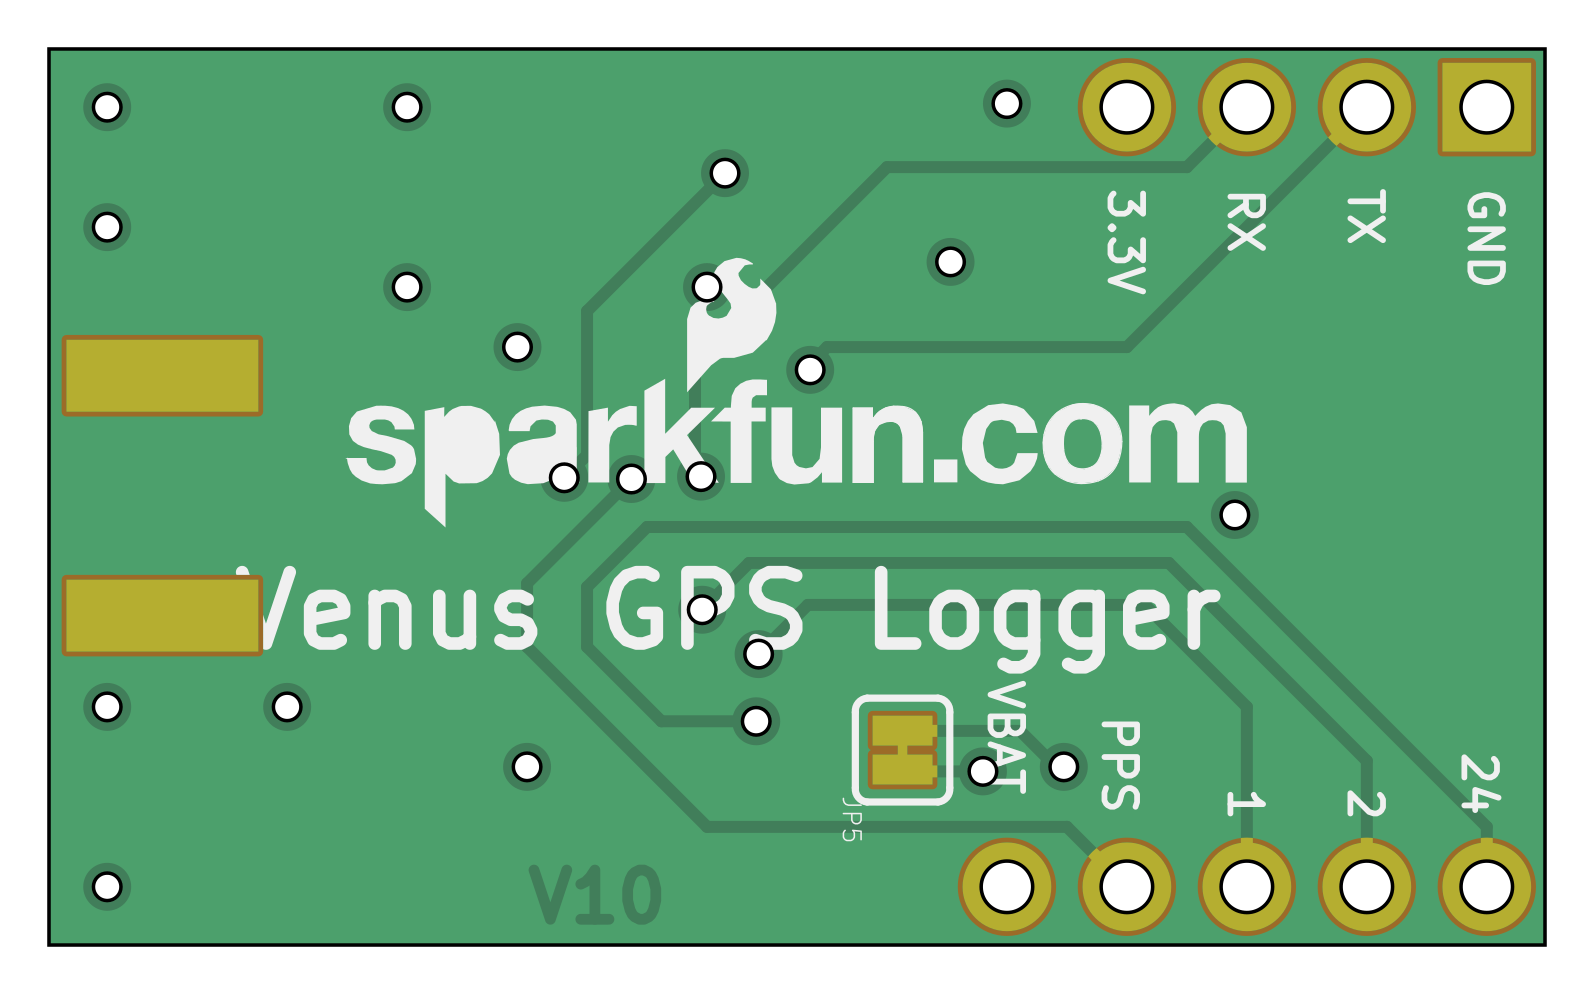 3.3V
RX
TX
GND
sparkfun.com
Venus GPS Logger
VBAT
PPS
1
2
24
JP5
V10